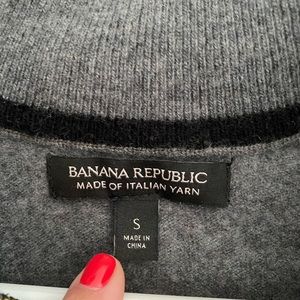 BANANA REPUBLIC
MADE OF ITALIAN YARN
S
MADE IN
CHINA